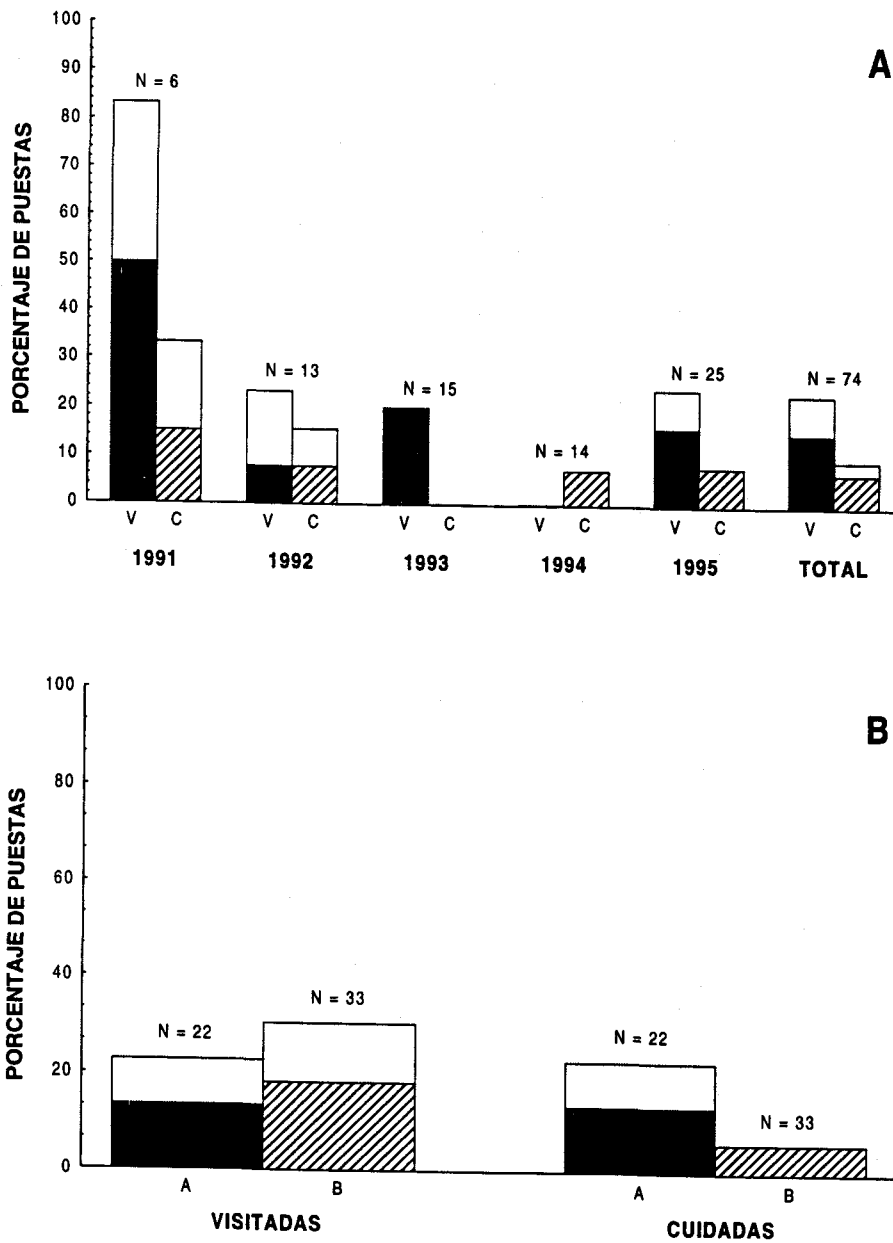 A
PORCENTAJE DE PUESTAS
100
90
80
70
60
50
40
30
20
10
0
N = 6
N = 13
N = 15
N = 14
N = 25
N = 74
V C V C V C V C V C V C
1991 1992 1993 1994 1995 TOTAL
B
PORCENTAJE DE PUESTAS
100
80
60
40
20
0
N = 22
N = 33
N = 22
N = 33
A B A B
VISITADAS CUIDADAS